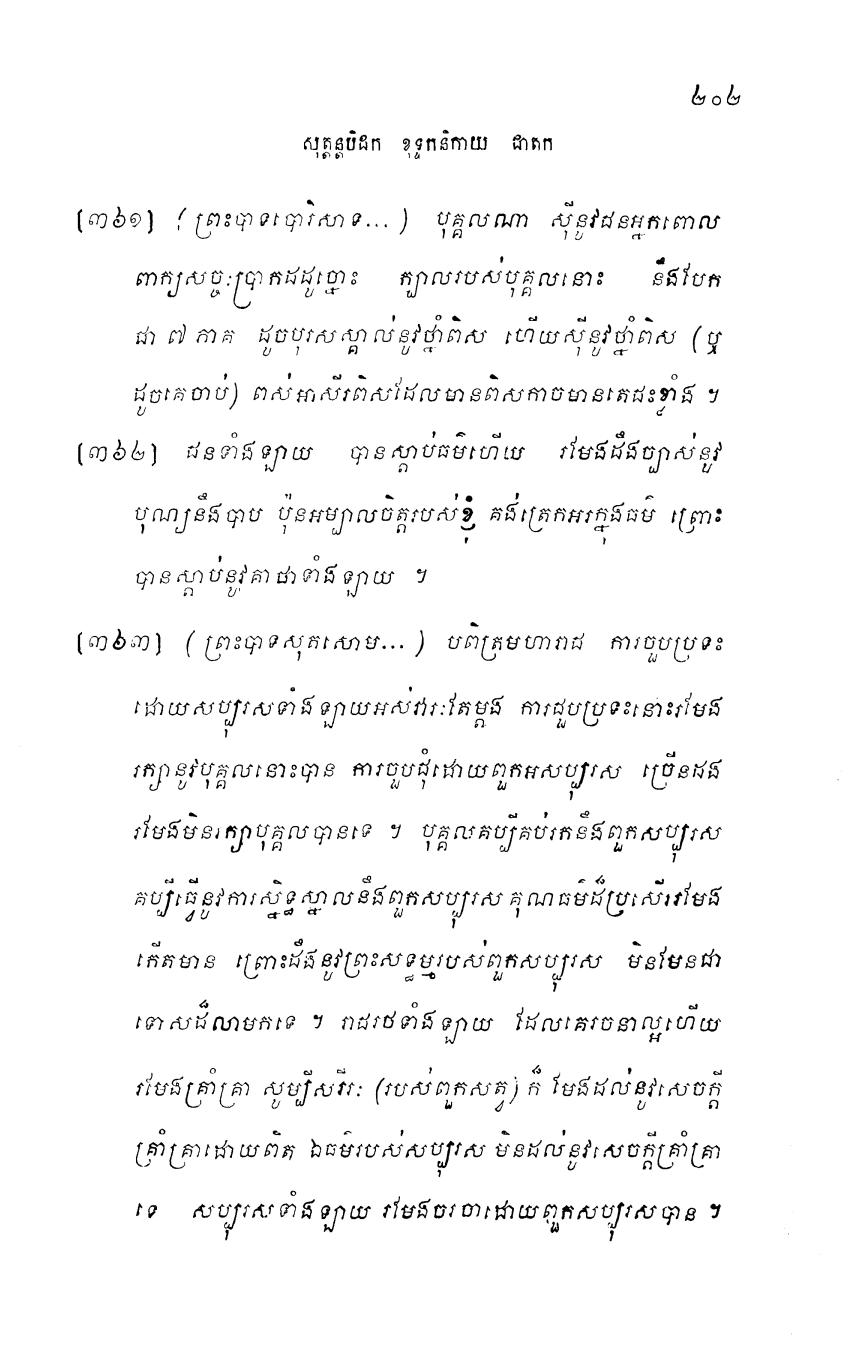 ២០២
សុត្តន្តបិដក ខុទ្ទកនិកាយ ជាតក
[៣៦១] (ព្រះបាទបោរិសាទ...) បុគ្គលណា ស៊ីនូវជនអ្នកពោល
ពាក្យសច្ចៈប្រាកដដូច្នោះ ក្បាលរបស់បុគ្គលនោះ នឹងបែក
ជា ៧ ភាគ ដូចបុរសស្គាល់នូវថ្នាំពិស ហើយស៊ីនូវថ្នាំពិស (ឬ
ដូចគេចាប់) ពស់អាសីរពិសដែលមានពិសកាចមានតេជះខ្លាំង ។
[៣៦២] ជនទាំងឡាយ បានស្តាប់ធម៌ហើយ រមែងដឹងច្បាស់នូវ
បុណ្យនឹងបាប ប៉ុនអម្បាលចិត្តរបស់ខ្ញុំ គង់ត្រេកអរក្នុងធម៌ ព្រោះ
បានស្តាប់នូវគាថាទាំងឡាយ ។
[៣៦៣] (ព្រះបាទសុតសោម...) បពិត្រមហារាជ ការចួបប្រទះ
ដោយសប្បុរសទាំងឡាយអស់វារៈតែម្តង ការជួបប្រទះនោះរមែង
រក្សានូវបុគ្គលនោះបាន ការចួបជុំដោយពួកអសប្បុរស ច្រើនដង
រមែងមិនរក្សាបុគ្គលបានទេ ។ បុគ្គលគប្បីគប់រកនឹងពួកសប្បុរស
គប្បីធ្វើនូវការស្និទ្ធស្នាលនឹងពួកសប្បុរស គុណធម៌ដ៏ប្រសើររមែង
កើតមាន ព្រោះដឹងនូវព្រះសទ្ធម្មរបស់ពួកសប្បុរស មិនមែនជា
ទោសដ៏លាមកទេ ។ រាជរថទាំងឡាយ ដែលគេរចនាល្អហើយ
រមែងគ្រាំគ្រា សូម្បីសរីរៈ (របស់ពួកសត្វ) ក៏ មែងដល់នូវសេចក្តី
គ្រាំគ្រាដោយពិត ឯធម៌របស់សប្បុរស មិនដល់នូវសេចក្តីគ្រាំគ្រា
ទេ សប្បុរសទាំងឡាយ រមែងចរចាដោយពួកសប្បុរសបាន ។